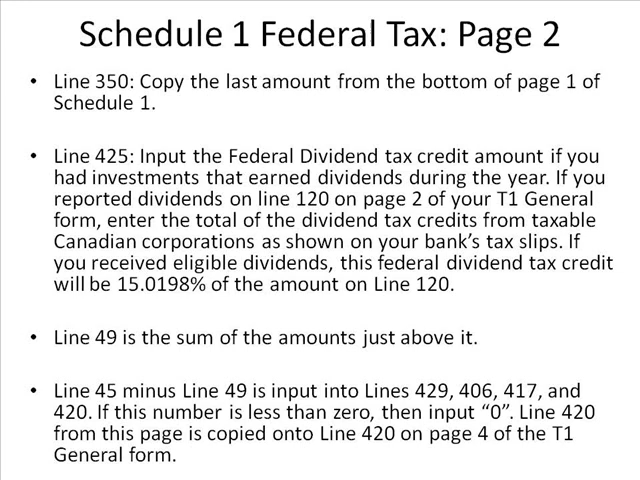 Schedule 1 Federal Tax: Page 2
• Line 350: Copy the last amount from the bottom of page 1 of
Schedule 1.
• Line 425: Input the Federal Dividend tax credit amount if you
had investments that earned dividends during the year. If you
reported dividends on line 120 on page 2 of your T1 General
form, enter the total of the dividend tax credits from taxable
Canadian corporations as shown on your bank's tax slips. If
you received eligible dividends, this federal dividend tax credit
will be 15.0198% of the amount on Line 120.
• Line 49 is the sum of the amounts just above it.
• Line 45 minus Line 49 is input into Lines 429, 406, 417, and
420. If this number is less than zero, then input “0”. Line 420
from this page is copied onto Line 420 on page 4 of the T1
General form.